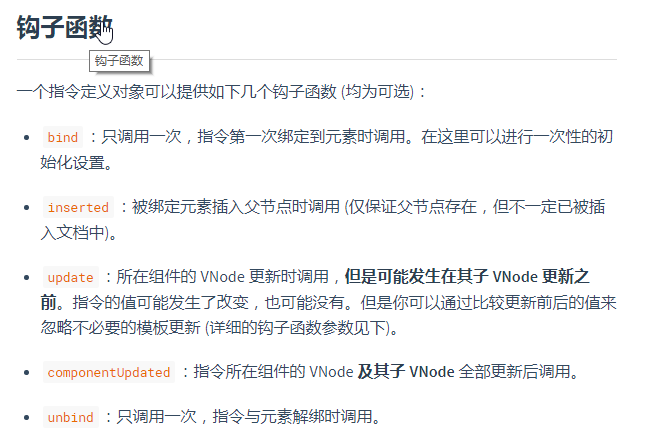 钩子函数
钩子函数
一个指令定义对象可以提供如下几个钩子函数 (均为可选)：
bind ：只调用一次，指令第一次绑定到元素时调用。在这里可以进行一次性的初
始化设置。
inserted ：被绑定元素插入父节点时调用 (仅保证父节点存在，但不一定已被插
入文档中)。
update ：所在组件的 VNode 更新时调用，但是可能发生在其子 VNode 更新之
前。指令的值可能发生了改变，也可能没有。但是你可以通过比较更新前后的值来
忽略不必要的模板更新 (详细的钩子函数参数见下)。
componentUpdated ：指令所在组件的 VNode 及其子 VNode 全部更新后调用。
unbind ：只调用一次，指令与元素解绑时调用。